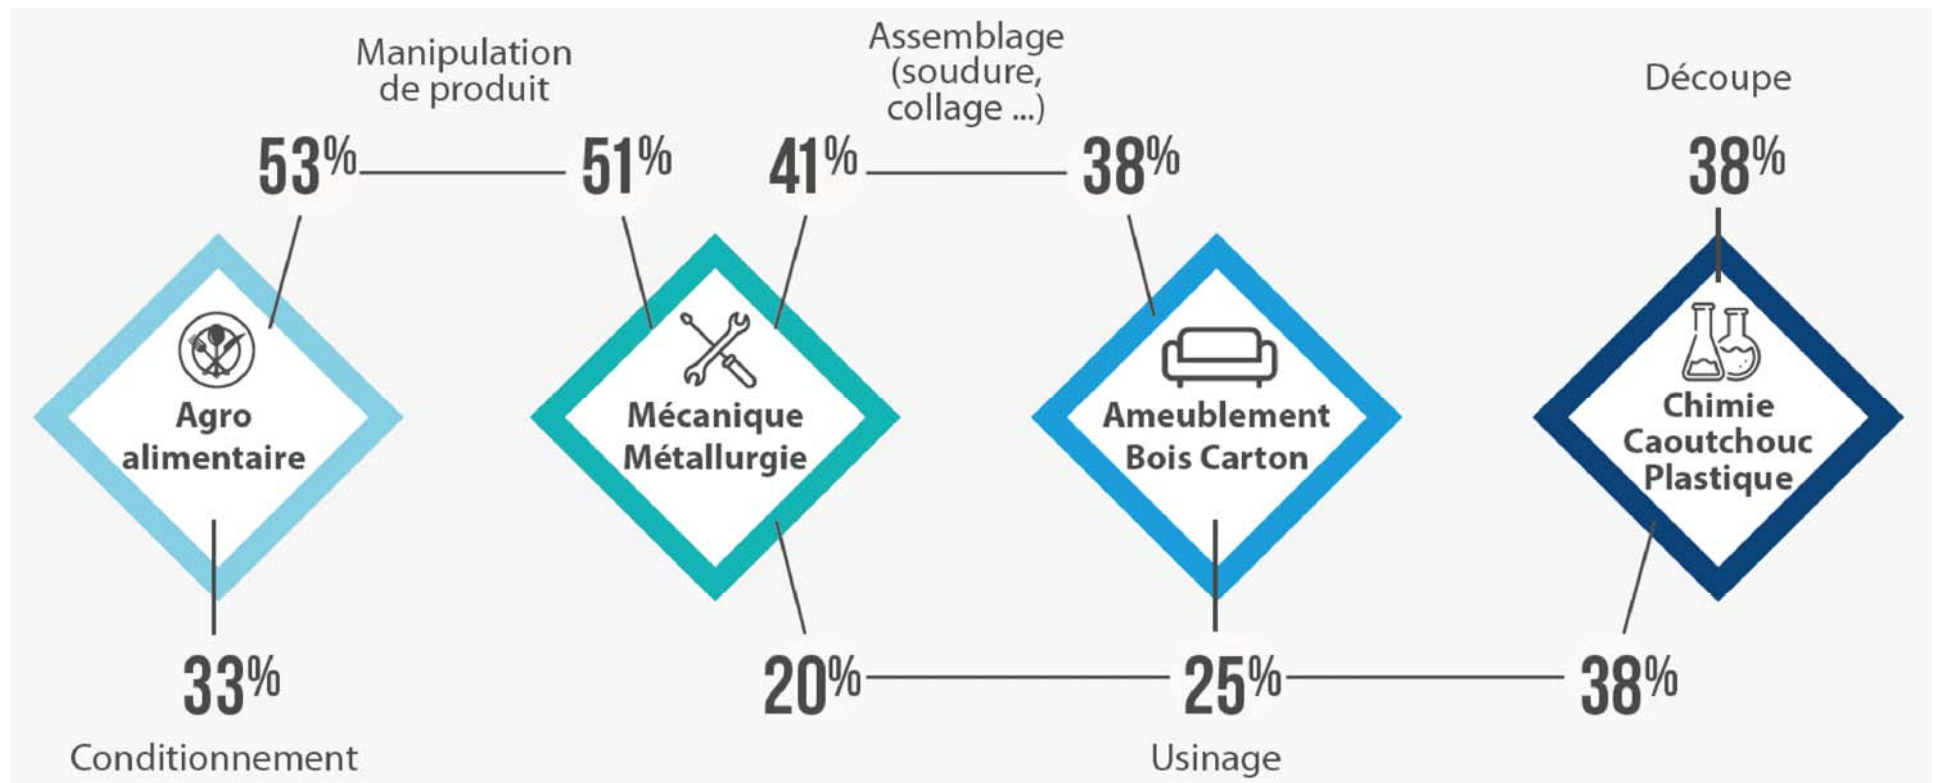 Manipulation
de produit
Assemblage
(soudure,
collage ...)
Découpe
53%
51%
41%
38%
38%
Agro
alimentaire
Mécanique
Métallurgie
Ameublement
Bois Carton
Chimie
Caoutchouc
Plastique
33%
20%
25%
38%
Conditionnement
Usinage